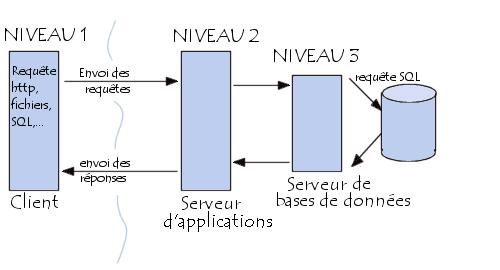 NIVEAU 1
NIVEAU 2
NIVEAU 3
Requête
http,
fichiers,
SQL,...
Envoi des
requêtes
requête SQL
envoi des
réponses
Client
Serveur
d'applications
Serveur de
bases de données